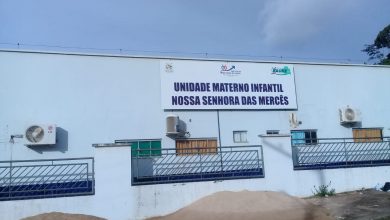 UNIDADE MATERNO INFANTIL
NOSSA SENHORA DAS MERCÊS